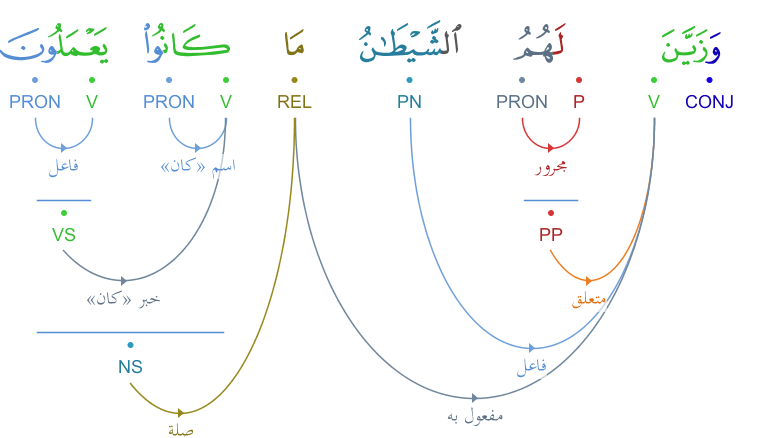 وَزَيَّنَ لَهُمُ ٱلشَّيْطَـٰنُ مَا كَانُوا۟ يَعْمَلُونَ
CONJ V P PRON PN REL V PRON V PRON
مجرور اسم «كان» فاعل
PP VS
متعلق خبر «كان»
فاعل NS
مفعول به صلة